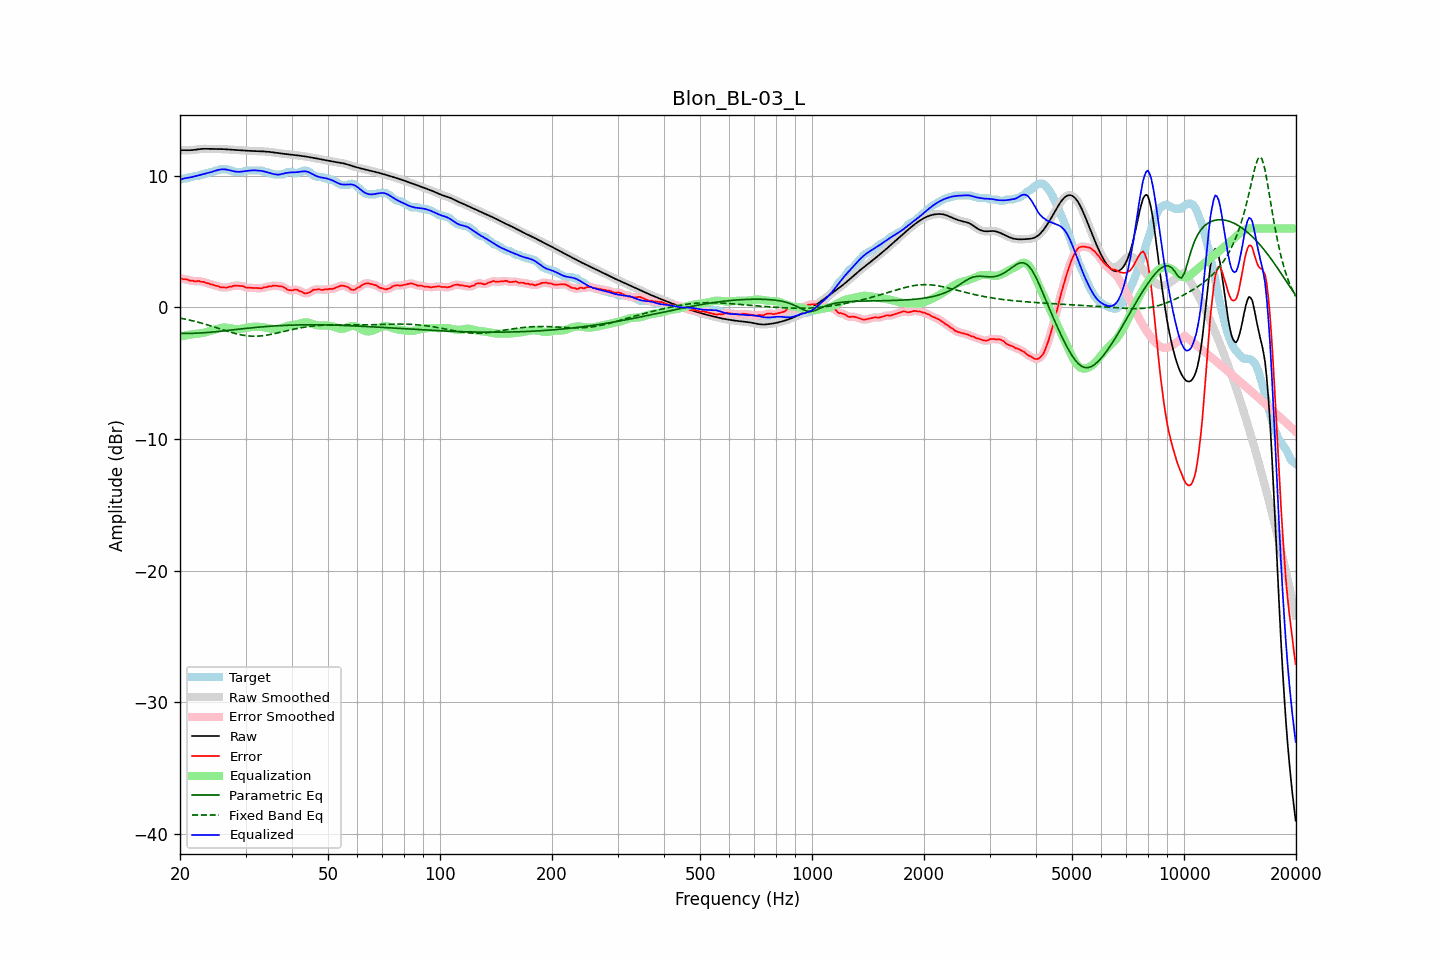 Blon_BL-03_L
10
0
−10
−20
−30
−40
Amplitude (dBr)
Target
Raw Smoothed
Error Smoothed
Raw
Error
Equalization
Parametric Eq
Fixed Band Eq
Equalized
20 50 100 200 500 1000 2000 5000 10000 20000
Frequency (Hz)